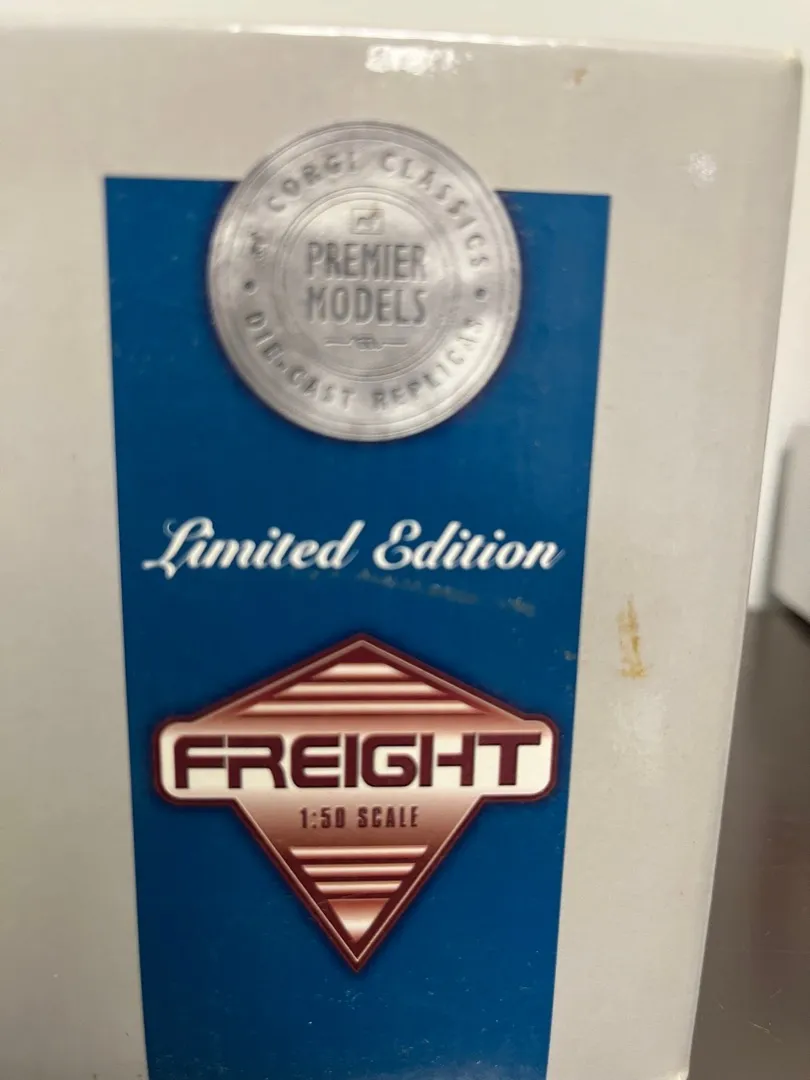 CORGI CLASSICS
PREMIER
MODELS
DIE-CAST REPLICAS
Limited Edition
FREIGHT
1:50 SCALE